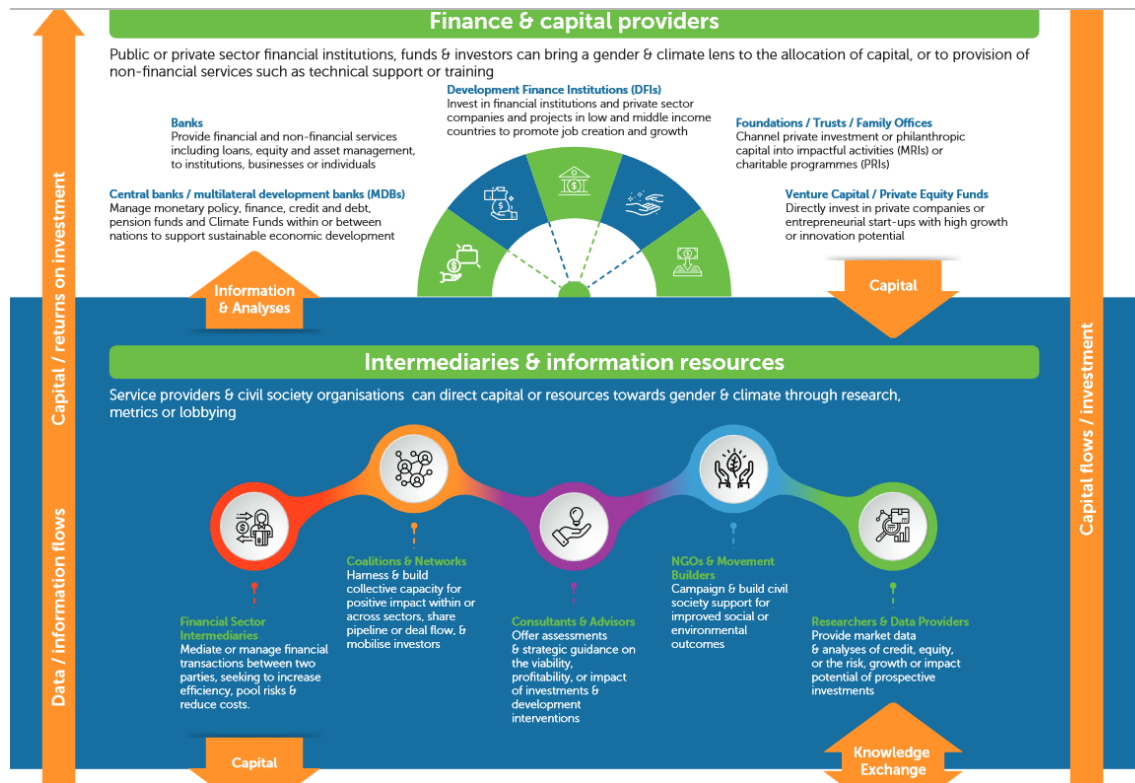 Finance & capital providers
Public or private sector financial institutions, funds & investors can bring a gender & climate lens to the allocation of capital, or to provision of
non-financial services such as technical support or training
Development Finance Institutions (DFIs)
Invest in financial institutions and private sector
companies and projects in low and middle income
countries to promote job creation and growth
Banks
Provide financial and non-financial services
including loans, equity and asset management,
to institutions, businesses or individuals
Foundations / Trusts / Family Offices
Channel private investment or philanthropic
capital into impactful activities (MRIs) or
charitable programmes (PRIs)
Central banks / multilateral development banks (MDBs)
Manage monetary policy, finance, credit and debt,
pension funds and Climate Funds within or between
nations to support sustainable economic development
Venture Capital / Private Equity Funds
Directly invest in private companies or
entrepreneurial start-ups with high growth
or innovation potential
Information
& Analyses
Capital
Capital / returns on investment
Data / information flows
Capital flows / investment
Intermediaries & information resources
Service providers & civil society organisations can direct capital or resources towards gender & climate through research,
metrics or lobbying
Financial Sector
Intermediaries
Mediate or manage financial
transactions between two
parties, seeking to increase
efficiency, pool risks &
reduce costs.
Coalitions & Networks
Harness & build
collective capacity for
positive impact within or
across sectors, share
pipeline or deal flow, &
mobilise investors
Consultants & Advisors
Offer assessments
& strategic guidance on
the viability,
profitability, or impact
of investments &
development
interventions
NGOs & Movement
Builders
Campaign & build civil
society support for
improved social or
environmental
outcomes
Researchers & Data Providers
Provide market data
& analyses of credit, equity,
or the risk, growth or impact
potential of prospective
investments
Capital
Knowledge
Exchange